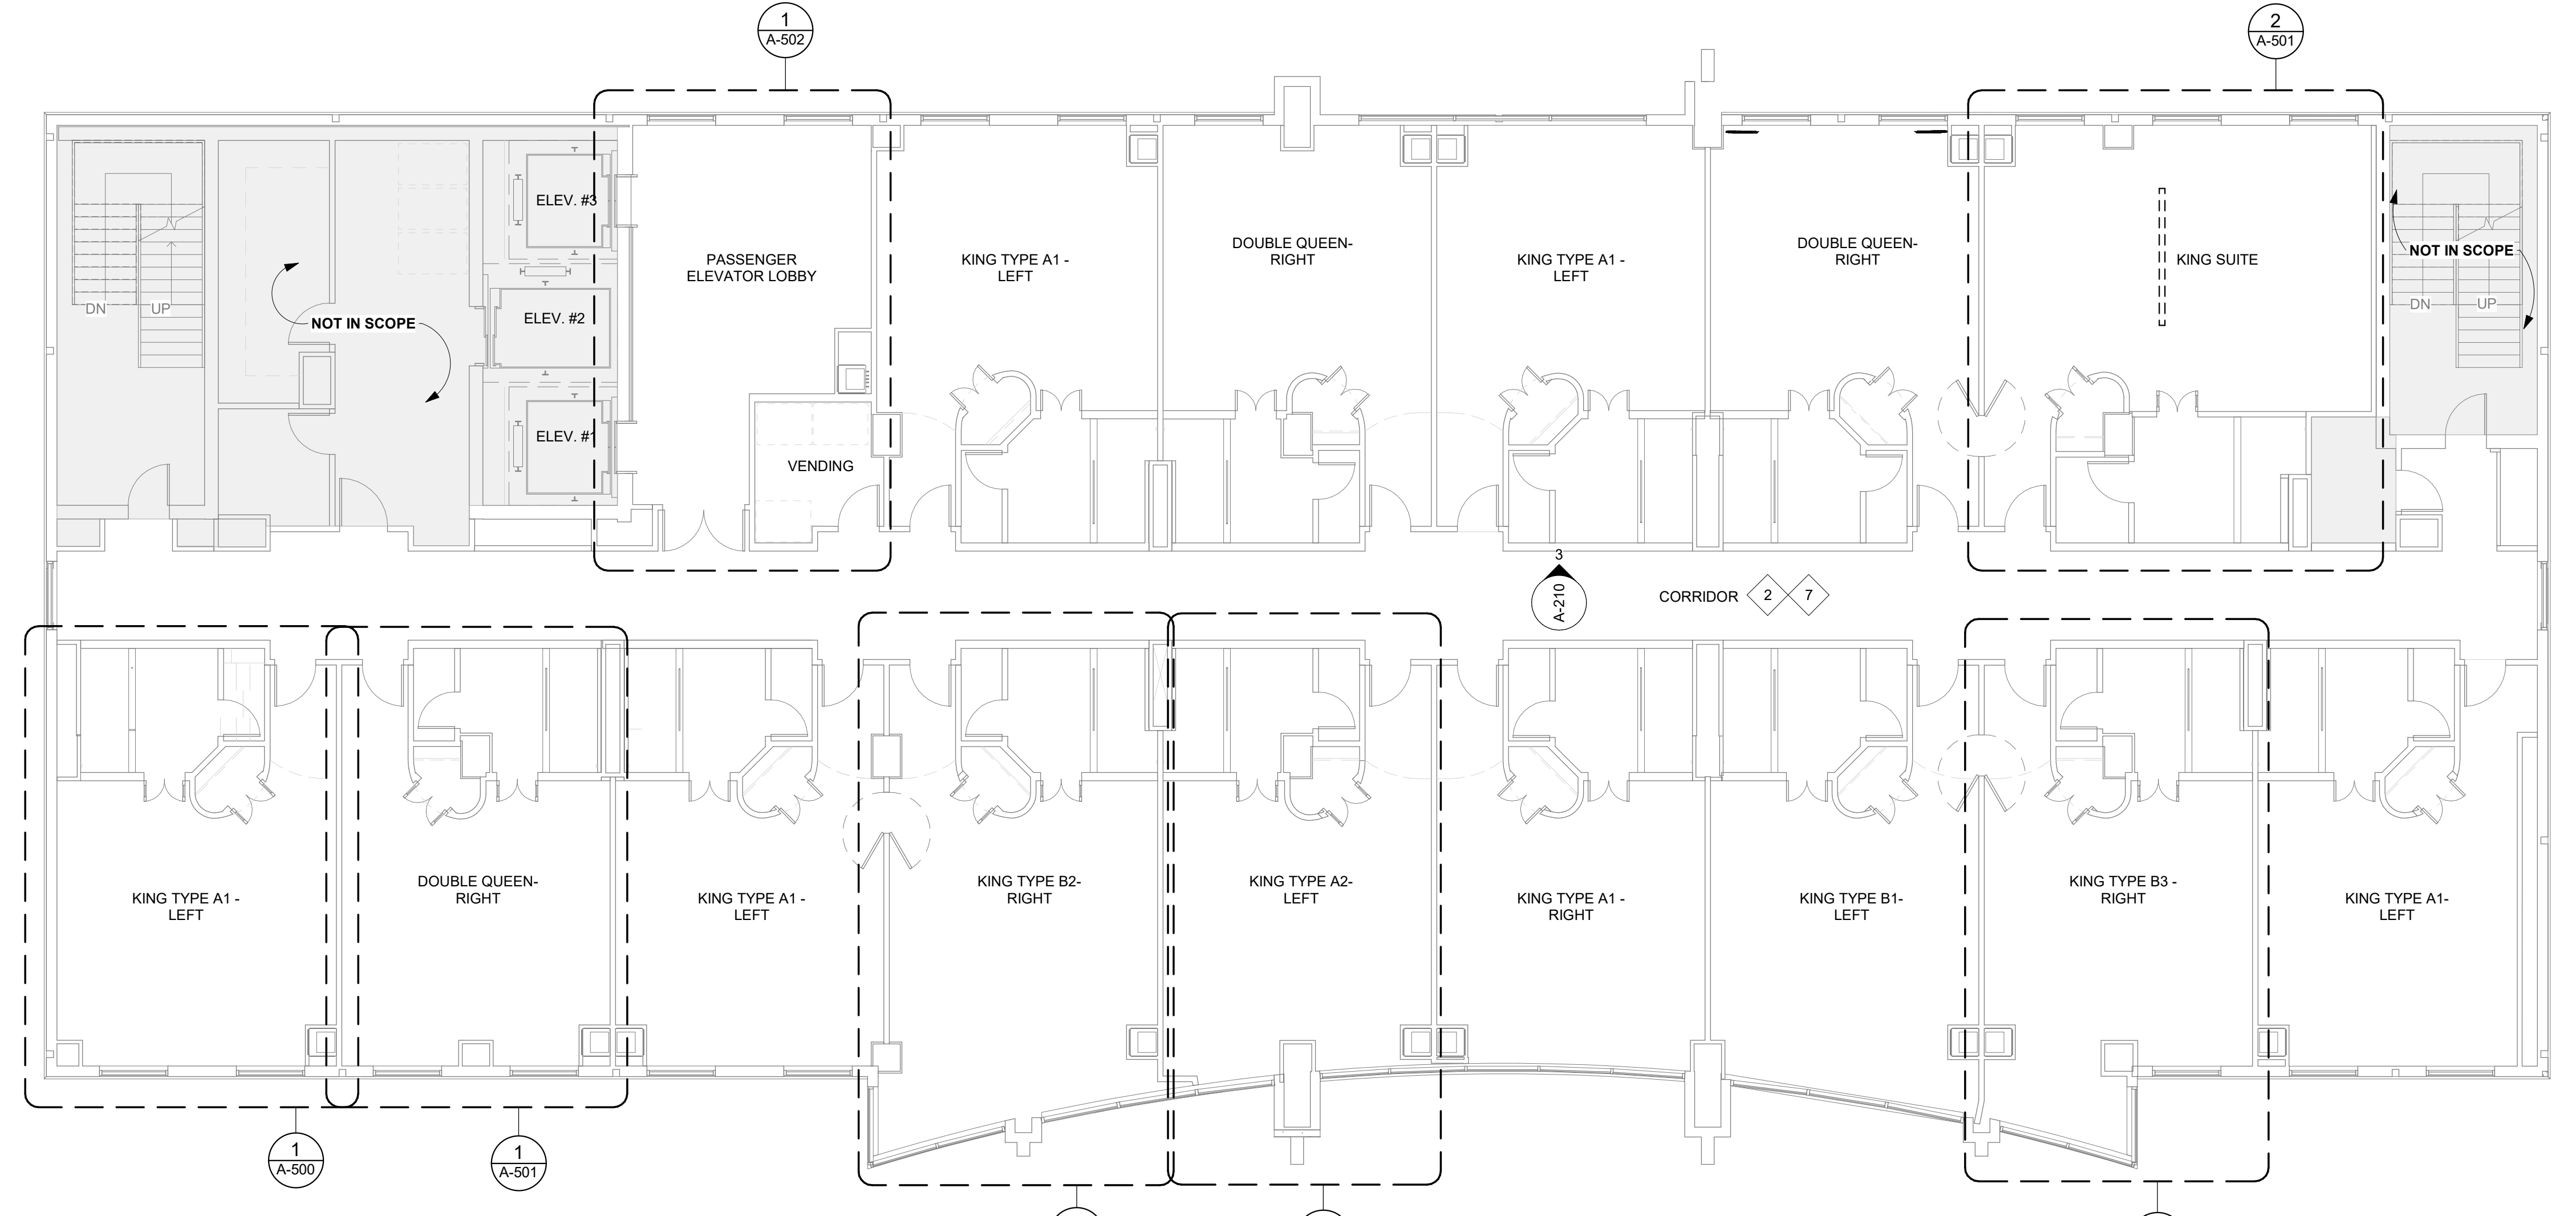 1
A-502
2
A-501
ELEV. #3
PASSENGER
ELEVATOR LOBBY
KING TYPE A1 -
LEFT
DOUBLE QUEEN-
RIGHT
KING TYPE A1 -
LEFT
DOUBLE QUEEN-
RIGHT
KING SUITE
NOT IN SCOPE
DN
UP
DN
UP
NOT IN SCOPE
ELEV. #2
ELEV. #1
VENDING
3
A-210
CORRIDOR
2
7
KING TYPE A1 -
LEFT
DOUBLE QUEEN-
RIGHT
KING TYPE A1 -
LEFT
KING TYPE B2-
RIGHT
KING TYPE A2-
LEFT
KING TYPE A1 -
RIGHT
KING TYPE B1-
LEFT
KING TYPE B3 -
RIGHT
KING TYPE A1-
LEFT
1
A-500
1
A-501